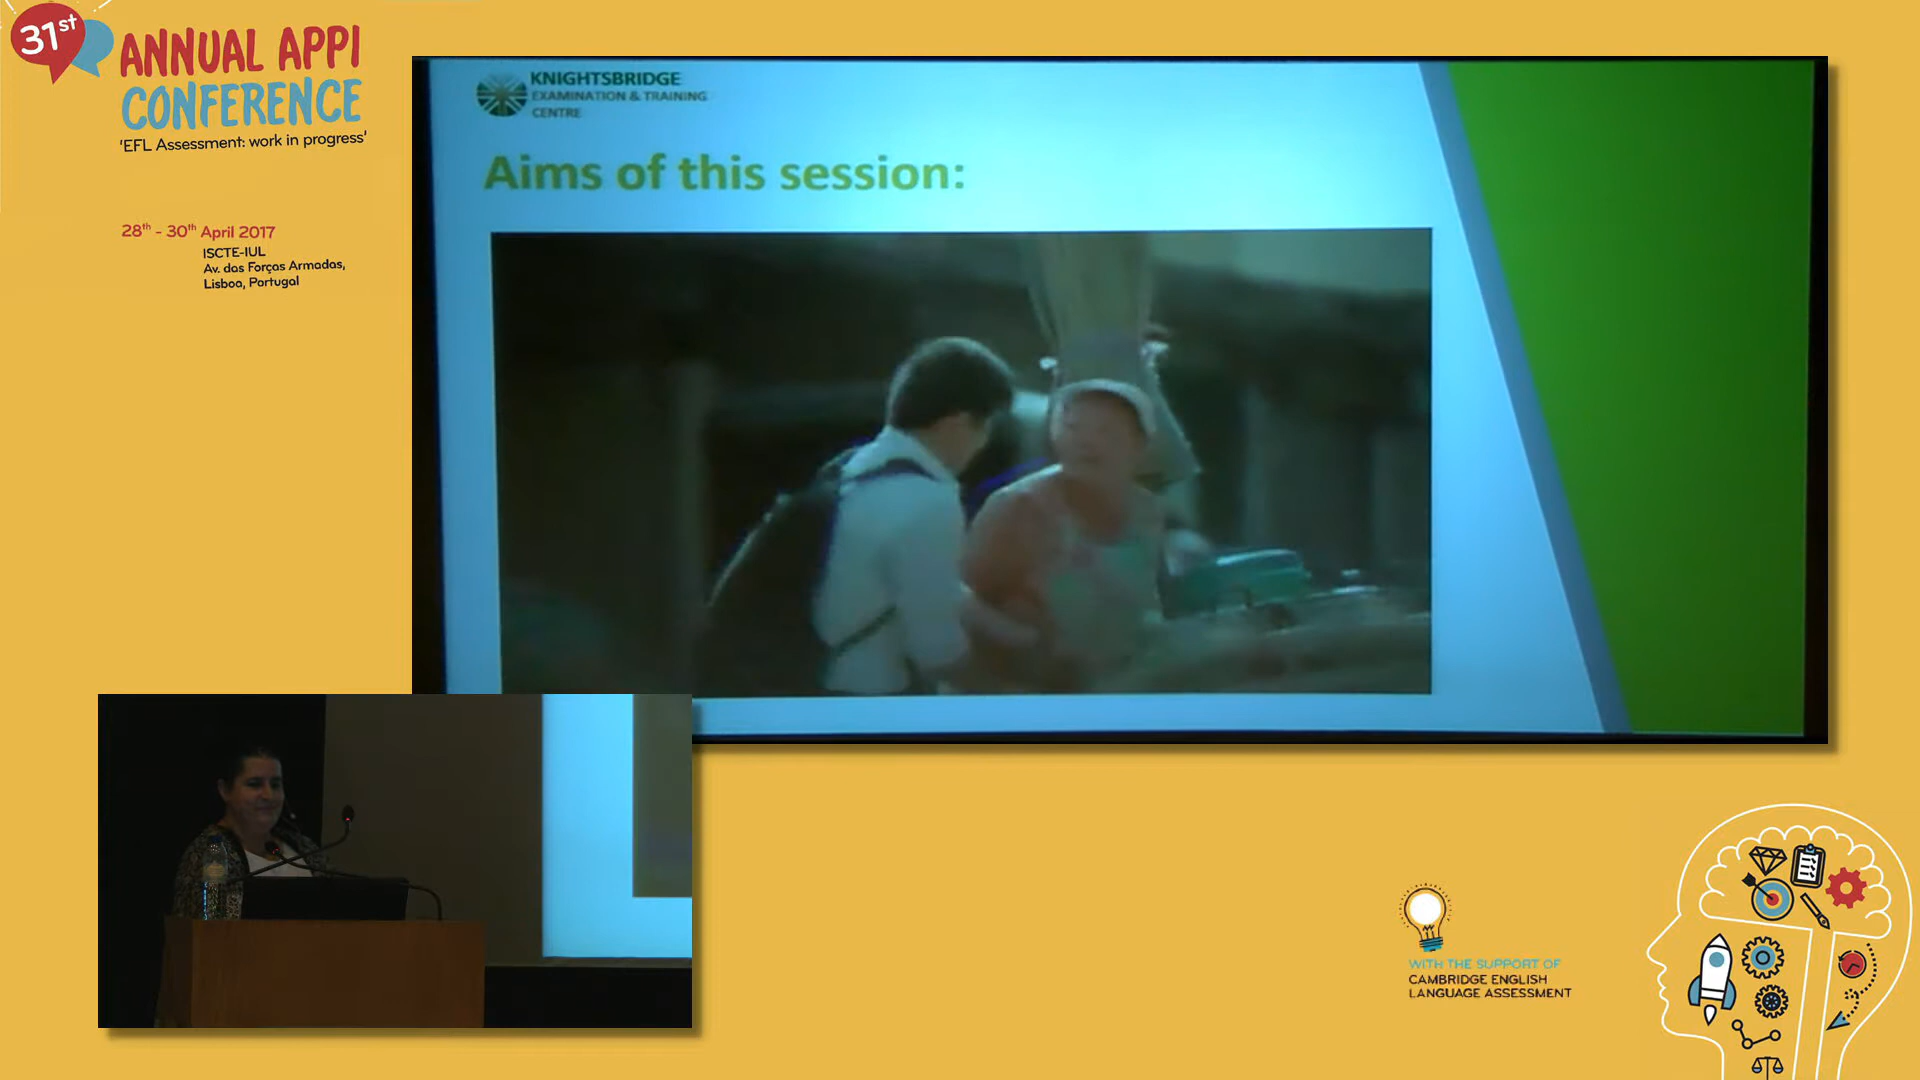 31st
ANNUAL APPI
CONFERENCE
'EFL Assessment: work in progress'
28th - 30th April 2017
ISCTE-IUL
Av. das Forças Armadas,
Lisboa, Portugal
KNIGHTSBRIDGE
EXAMINATION & TRAINING
CENTRE
Aims of this session:
WITH THE SUPPORT OF
CAMBRIDGE ENGLISH
LANGUAGE ASSESSMENT